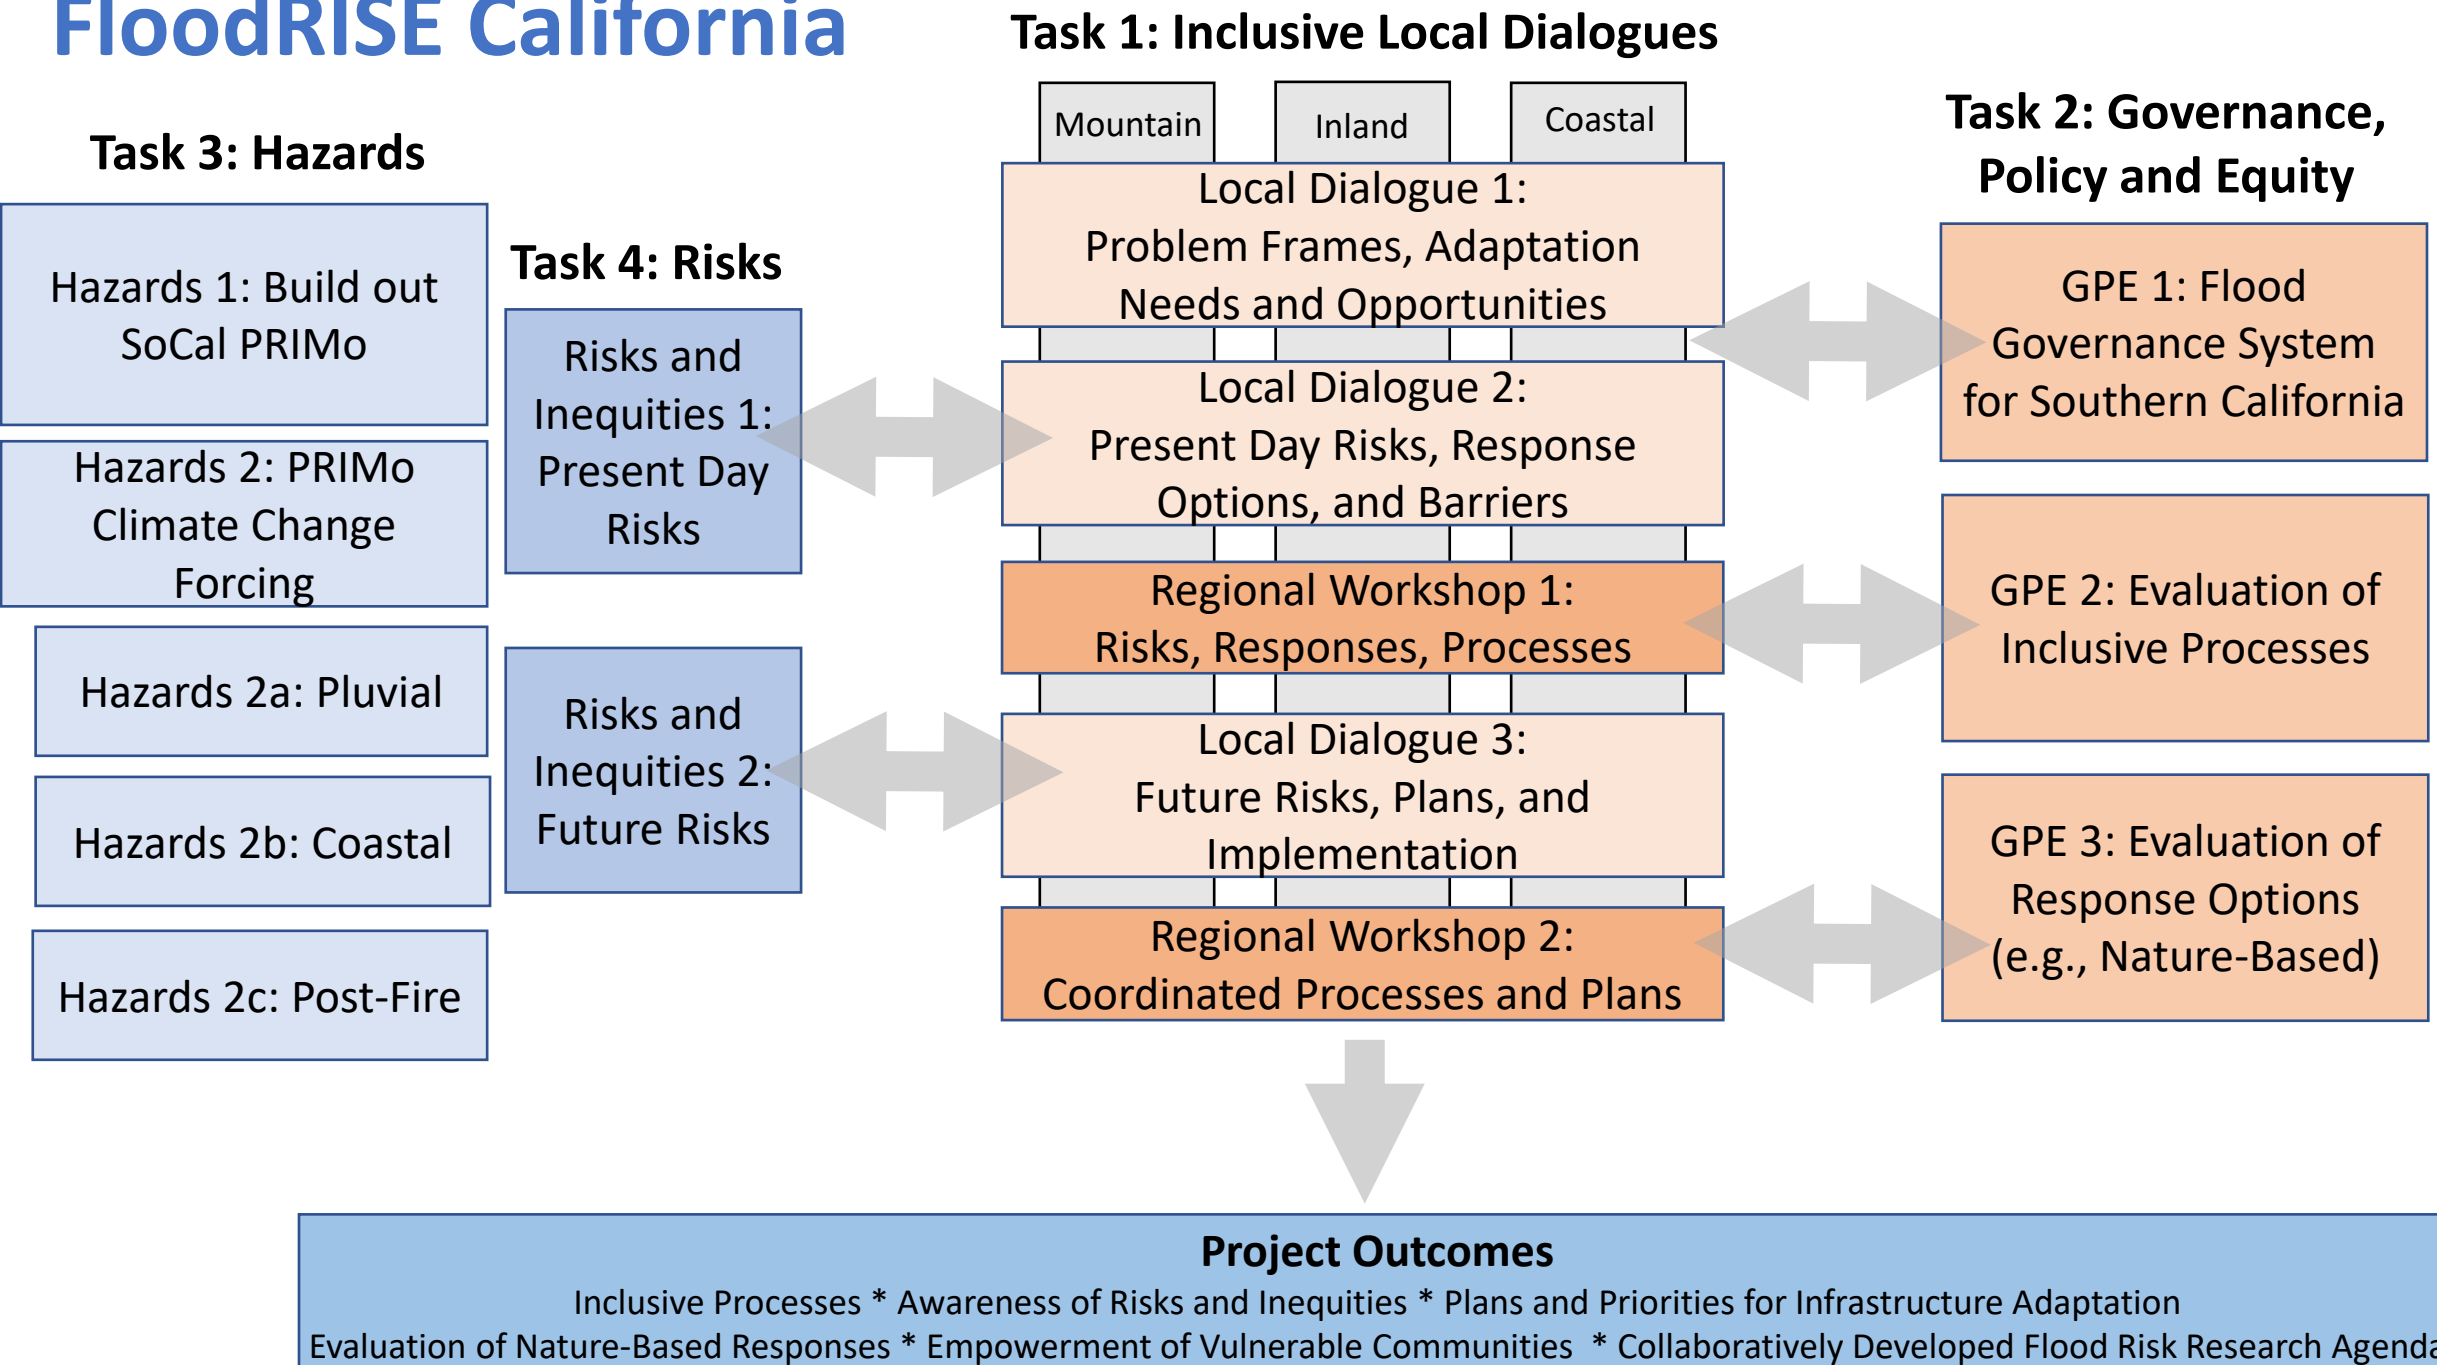 FloodRISE California
Task 3: Hazards
Hazards 1: Build out
SoCal PRIMo
Hazards 2: PRIMo
Climate Change
Forcing
Hazards 2a: Pluvial
Hazards 2b: Coastal
Hazards 2c: Post-Fire
Task 4: Risks
Risks and
Inequities 1:
Present Day
Risks
Risks and
Inequities 2:
Future Risks
Task 1: Inclusive Local Dialogues
Mountain
Inland
Coastal
Local Dialogue 1:
Problem Frames, Adaptation
Needs and Opportunities
Local Dialogue 2:
Present Day Risks, Response
Options, and Barriers
Regional Workshop 1:
Risks, Responses, Processes
Local Dialogue 3:
Future Risks, Plans, and
Implementation
Regional Workshop 2:
Coordinated Processes and Plans
Task 2: Governance,
Policy and Equity
GPE 1: Flood
Governance System
for Southern California
GPE 2: Evaluation of
Inclusive Processes
GPE 3: Evaluation of
Response Options
(e.g., Nature-Based)
Project Outcomes
Inclusive Processes * Awareness of Risks and Inequities * Plans and Priorities for Infrastructure Adaptation
Evaluation of Nature-Based Responses * Empowerment of Vulnerable Communities  * Collaboratively Developed Flood Risk Research Agenda